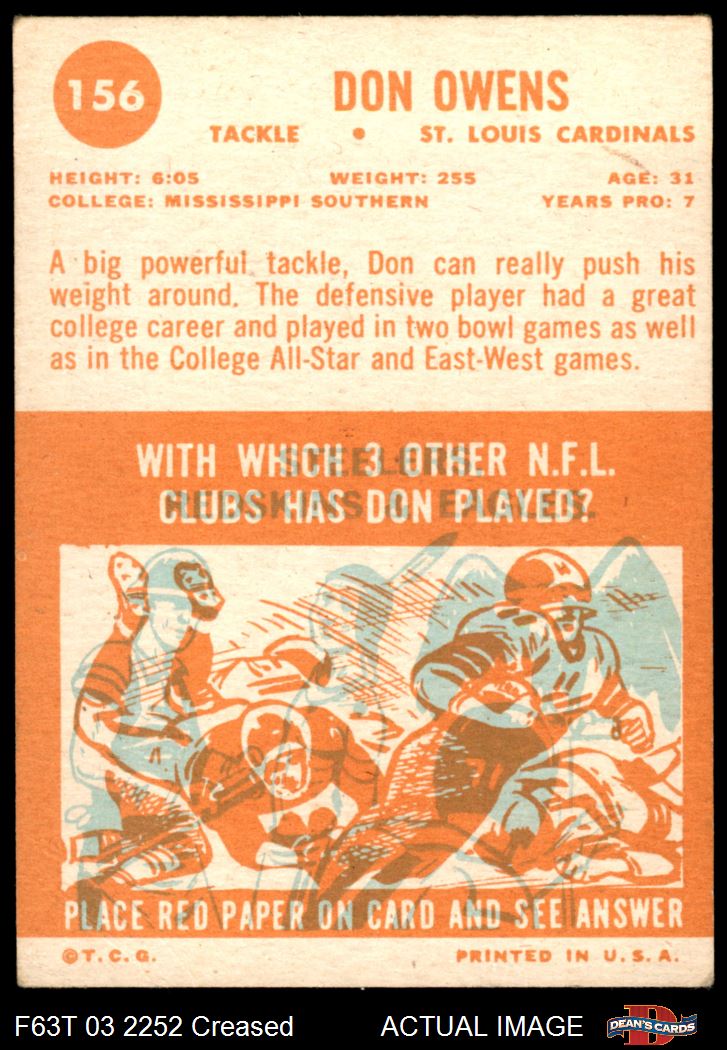 156
DON OWENS
TACKLE • ST. LOUIS CARDINALS
HEIGHT: 6:05 WEIGHT: 255 AGE: 31
COLLEGE: MISSISSIPPI SOUTHERN YEARS PRO: 7
A big powerful tackle, Don can really push his
weight around. The defensive player had a great
college career and played in two bowl games as well
as in the College All-Star and East-West games.
WITH WHICH 3 OTHER N.F.L.
CLUBS HAS DON PLAYED?
STEELERS,
REDSKINS & EAGLES.
PLACE RED PAPER ON CARD AND SEE ANSWER
©T.C.G. PRINTED IN U.S.A.
F63T 03 2252 Creased ACTUAL IMAGE
DEAN'S CARDS